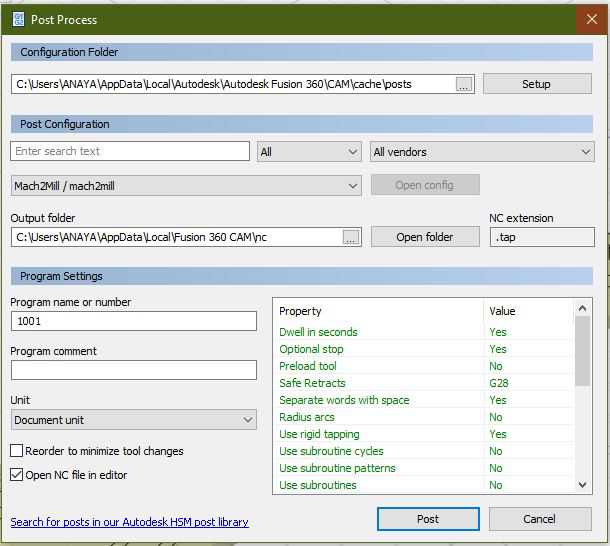 Post Process
Configuration Folder
C:\Users\ANAYA\AppData\Local\Autodesk\Autodesk Fusion 360\CAM\cache\posts ... Setup
Post Configuration
Enter search text All All vendors
Mach2Mill / mach2mill Open config
Output folder NC extension
C:\Users\ANAYA\AppData\Local\Fusion 360 CAM\nc ... Open folder .tap
Program Settings
Program name or number
1001
Program comment
Unit
Document unit
Reorder to minimize tool changes
Open NC file in editor
Property Value
Dwell in seconds Yes
Optional stop Yes
Preload tool No
Safe Retracts G28
Separate words with space Yes
Radius arcs No
Use rigid tapping Yes
Use subroutine cycles No
Use subroutine patterns No
Use subroutines No
Search for posts in our Autodesk HSM post library Post Cancel